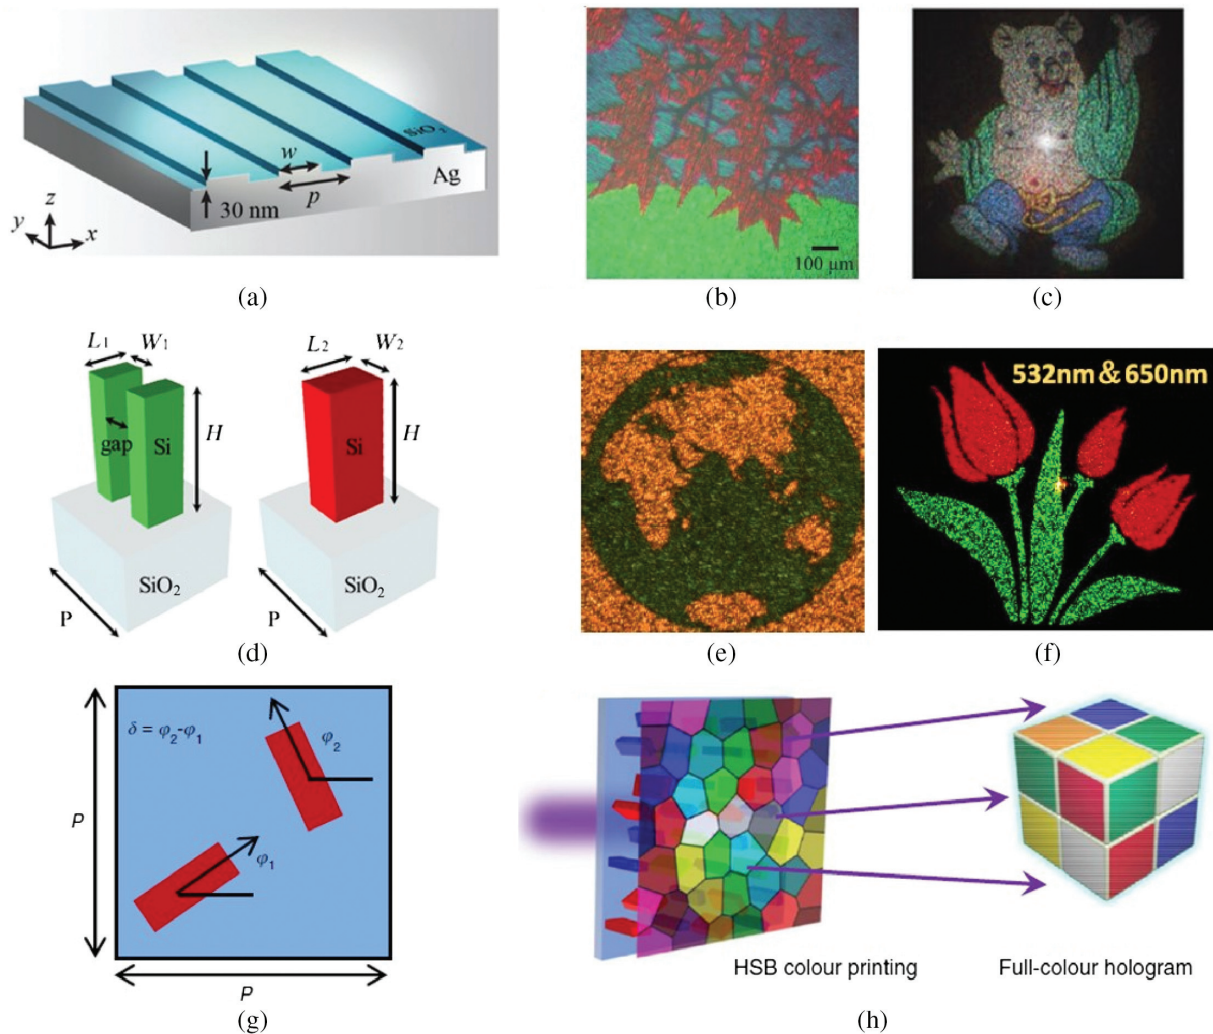 SiO2
w
p
Ag
30 nm
z
y
x
(a)
100 μm
(b)
(c)
L1 W1
gap
Si
H
SiO2
P
L2 W2
Si
H
SiO2
P
(d)
(e)
532nm & 650nm
(f)
δ = φ2-φ1
φ2
φ1
P
P
(g)
HSB colour printing
Full-colour hologram
(h)